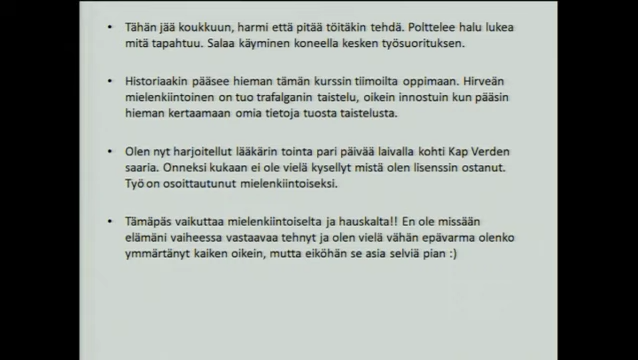 • Tähän jää koukkuun, harmi että pitää töitäkin tehdä. Polttelee halu lukea
mitä tapahtuu. Salaa käyminen koneella kesken työsuorituksen.
• Historiaakin pääsee hieman tämän kurssin tiimoilta oppimaan. Hirveän
mielenkiintoinen on tuo trafalganin taistelu, oikein innostuin kun pääsin
hieman kertaamaan omia tietoja tuosta taistelusta.
• Olen nyt harjoitellut lääkärin tointa pari päivää laivalla kohti Kap Verden
saaria. Onneksi kukaan ei ole vielä kysellyt mistä olen lisenssin ostanut.
Työ on osoittautunut mielenkiintoiseksi.
• Tämäpäs vaikuttaa mielenkiintoiselta ja hauskalta!! En ole missään
elämäni vaiheessa vastaavaa tehnyt ja olen vielä vähän epävarma olenko
ymmärtänyt kaiken oikein, mutta eiköhän se asia selviä pian :)